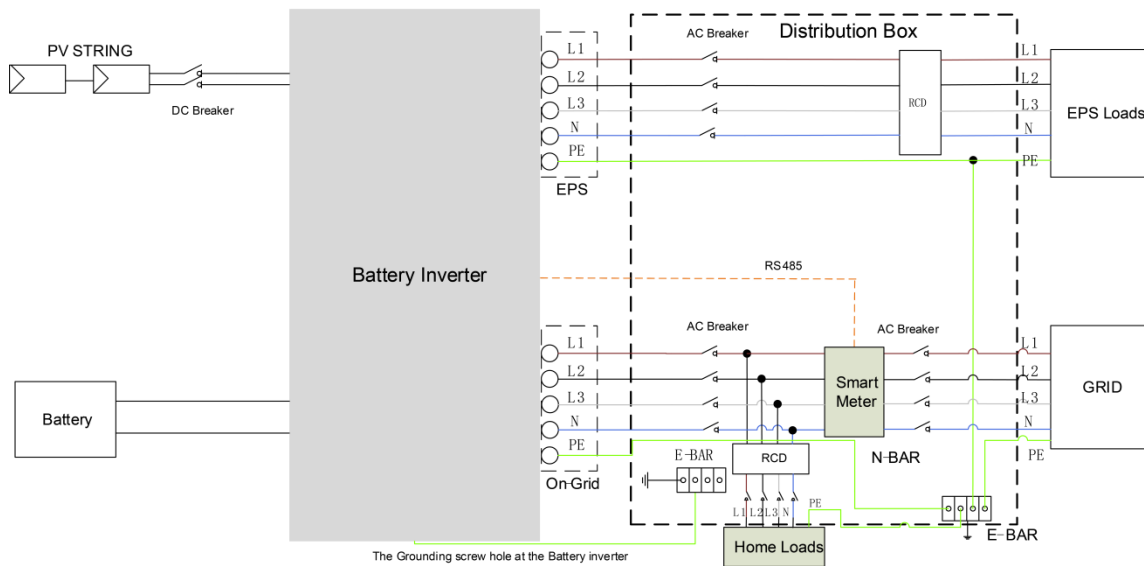 Distribution Box
PV STRING
DC Breaker
AC Breaker
L1
L2
L3
N
PE
EPS
RCD
L1
L2
L3
N
PE
EPS Loads
Battery Inverter
RS485
AC Breaker
AC Breaker
L1
L2
L3
N
PE
On-Grid
Smart
Meter
L1
L2
L3
N
PE
GRID
Battery
N-BAR
RCD
E-BAR
L1
L2
L3
N
PE
Home Loads
E-BAR
The Grounding screw hole at the Battery inverter